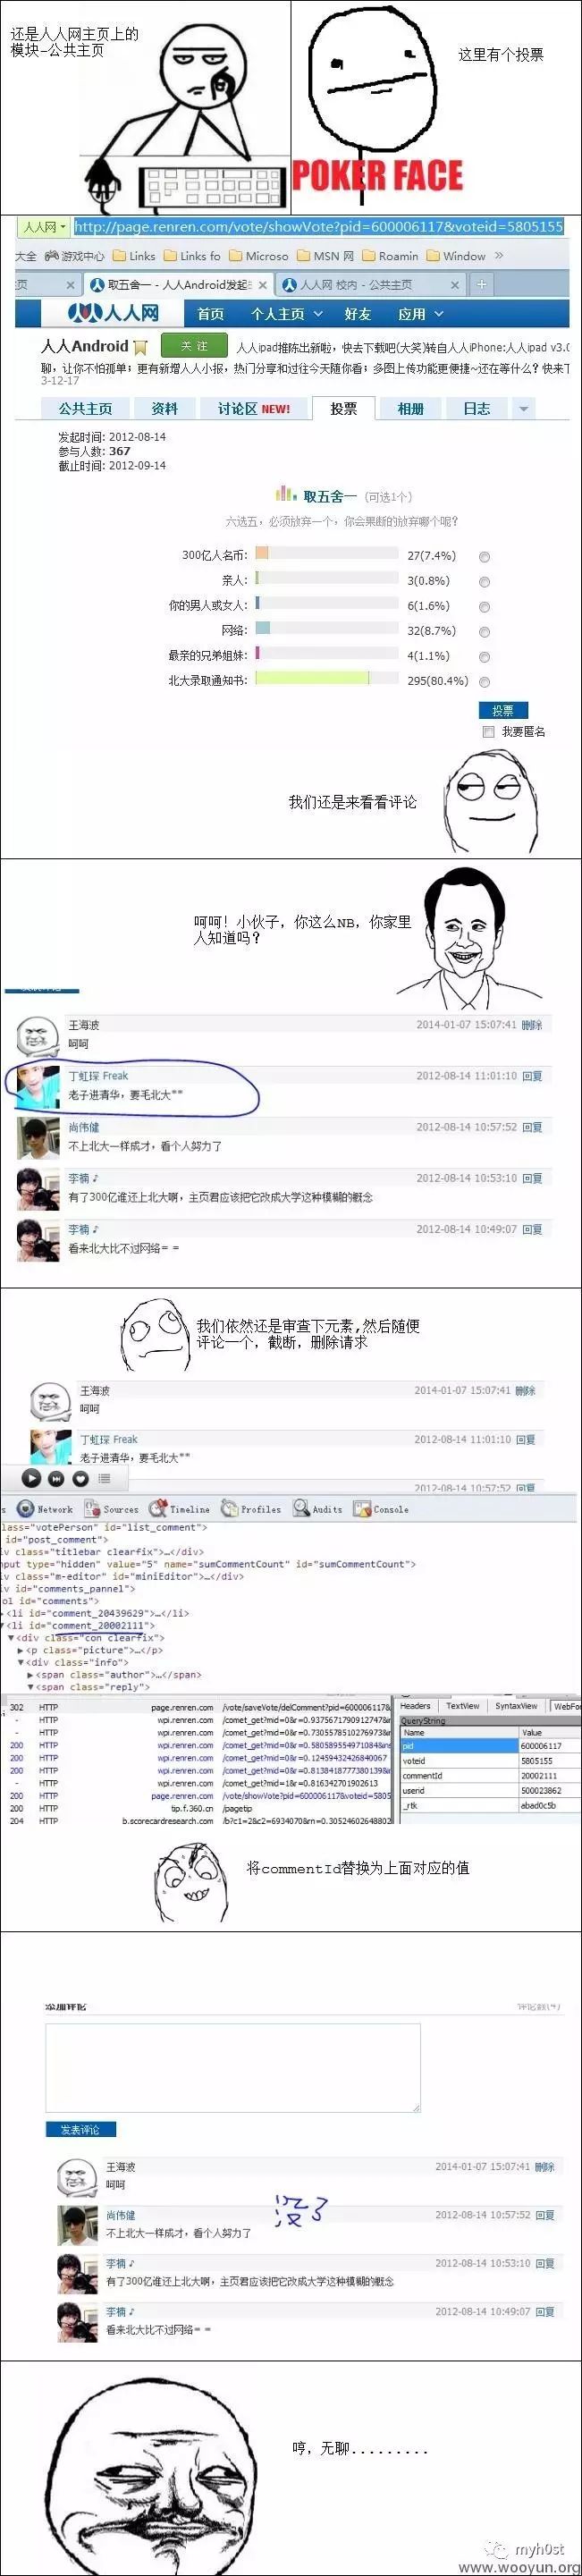 还是人人网主页上的
模块-公共主页
这里有个投票
POKER FACE
人人网
http://page.renren.com/vote/showVote?pid=600006117&voteid=5805155
大全 游戏中心 Links Links fo Microso MSN 网 Roamin Window »
页 × 取五舍一 - 人人Android发起 × 人人网 校内 - 公共主页 ×
人人网 首页 个人主页 好友 应用
人人Android 关注 人人ipad推陈出新啦，快去下载吧(大笑)转自人人iPhone:人人ipad v3.0
聊，让你不怕孤单；更有新增人人小报，热门分享和过往今天随你看；多图上传功能更便捷~还在等什么？快来下
3-12-17
公共主页 资料 讨论区 NEW! 投票 相册 日志
发起时间: 2012-08-14
参与人数: 367
截止时间: 2012-09-14
取五舍一 (可选1个)
六选五，必须放弃一个，你会果断的放弃哪个呢?
300亿人名币: 27(7.4%)
亲人: 3(0.8%)
你的男人或女人: 6(1.6%)
网络: 32(8.7%)
最亲的兄弟姐妹: 4(1.1%)
北大录取通知书: 295(80.4%)
投票
我要匿名
我们还是来看看评论
呵呵! 小伙子，你这么NB，你家里
人知道吗?
王海波 2014-01-07 15:07:41 删除
呵呵
丁虹琛 Freak 2012-08-14 11:01:10 回复
老子进清华，要毛北大**
尚伟健 2012-08-14 10:57:52 回复
不上北大一样成才，看个人努力了
李楠♪ 2012-08-14 10:53:10 回复
有了300亿谁还上北大啊，主页君应该把它改成大学这种模糊的概念
李楠♪ 2012-08-14 10:49:07 回复
看来北大比不过网络= =
我们依然还是审查下元素,然后随便
评论一个，截断，删除请求
王海波 2014-01-07 15:07:41 删除
呵呵
丁虹琛 Freak 2012-08-14 11:01:10 回复
老子进清华，要毛北大**
2012-08-14 10:57:52 回复
s Network Sources Timeline Profiles Audits Console
lass="votePerson" id="list_comment">
id="post_comment">
iv class="titlebar clearfix">…</div>
nput type="hidden" value="5" name="sumCommentCount" id="sumCommentCount">
iv class="m-editor" id="miniEditor">…</div>
iv id="comments_pannel">
ol id="comments">
<li id="comment_20439629">…</li>
<li id="comment_20002111">
<div class="con clearfix">
<p class="picture">…</p>
<div class="info">
<span class="author">…</span>
<span class="reply">
302 HTTP page.renren.com /vote/saveVote/delComment?pid=600006117&
- HTTP wpi.renren.com /comet_get?mid=0&r=0.937567179091274&n
- HTTP wpi.renren.com /comet_get?mid=0&r=0.7305578510276973&n
200 HTTP wpi.renren.com /comet_get?mid=0&r=0.580589554971084&ns
200 HTTP wpi.renren.com /comet_get?mid=0&r=0.12459432426840067
200 HTTP wpi.renren.com /comet_get?mid=0&r=0.8138418777380139&n
- HTTP wpi.renren.com /comet_get?mid=1&r=0.816342701902613
200 HTTP page.renren.com /vote/showVote?pid=600006117&voteid=5805
200 HTTP tip.f.360.cn /pagetip
204 HTTP b.scorecardresearch.com /b?c1=2&c2=6934070&rn=0.30524602648802
Headers TextView SyntaxView WebFor
QueryString
Name Value
pid 600006117
voteid 5805155
commentId 20002111
userid 500023862
_rtk abad0c5b
将commentId替换为上面对应的值
添加评论
发表评论
王海波 2014-01-07 15:07:41 删除
呵呵
没了
尚伟健 2012-08-14 10:57:52 回复
不上北大一样成才，看个人努力了
李楠♪ 2012-08-14 10:53:10 回复
有了300亿谁还上北大啊，主页君应该把它改成大学这种模糊的概念
李楠♪ 2012-08-14 10:49:07 回复
看来北大比不过网络= =
哼，无聊.........
myh0st
www.wooyun.org